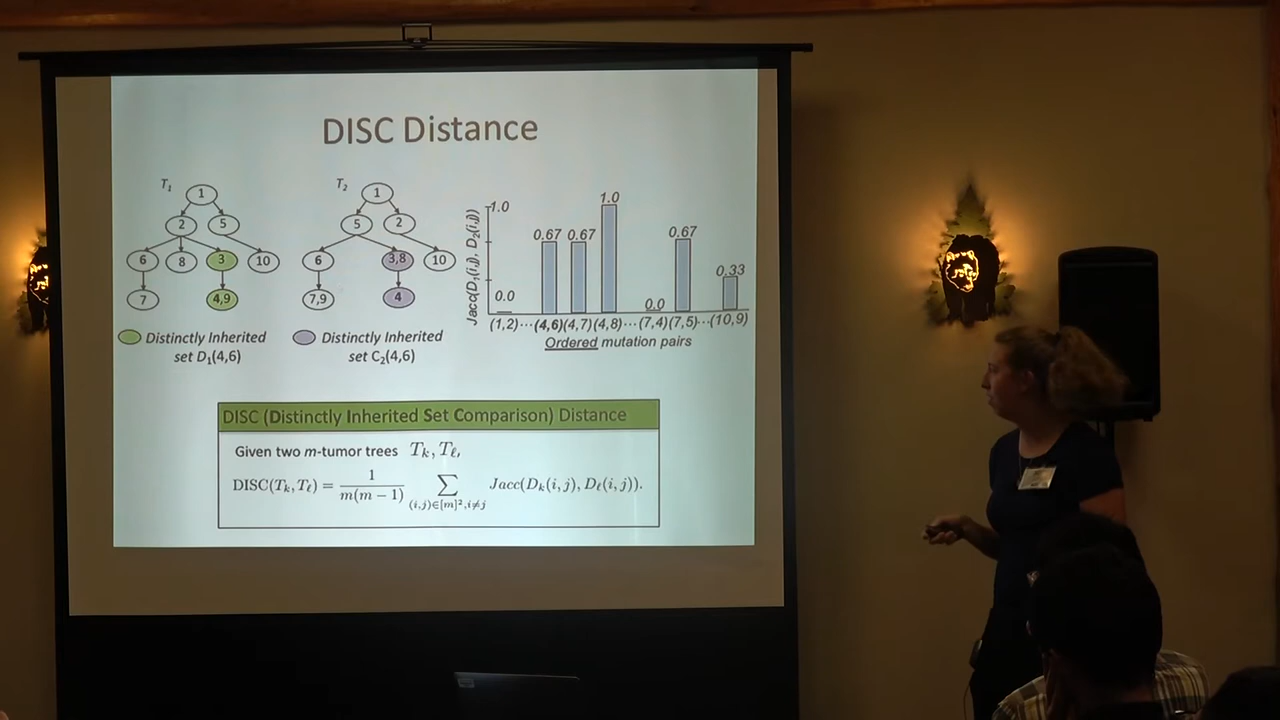 DISC Distance
T₁
1
2 5
6 8 3 10
7 4,9
Distinctly Inherited
set D₁(4,6)
T₂
1
5 2
6 3,8 10
7,9 4
Distinctly Inherited
set C₂(4,6)
Jacc(D₁(i,j), D₂(i,j))
1.0
0.0 0.67 0.67 1.0 0.0 0.67 0.33
(1,2)···(4,6)(4,7)(4,8)···(7,4)(7,5)···(10,9)
Ordered mutation pairs
DISC (Distinctly Inherited Set Comparison) Distance
Given two m-tumor trees Tₖ, Tℓ,
DISC(Tₖ, Tℓ) = 1/m(m − 1) ∑(i,j)∈[m]²,i≠j Jacc(Dₖ(i, j), Dℓ(i, j)).